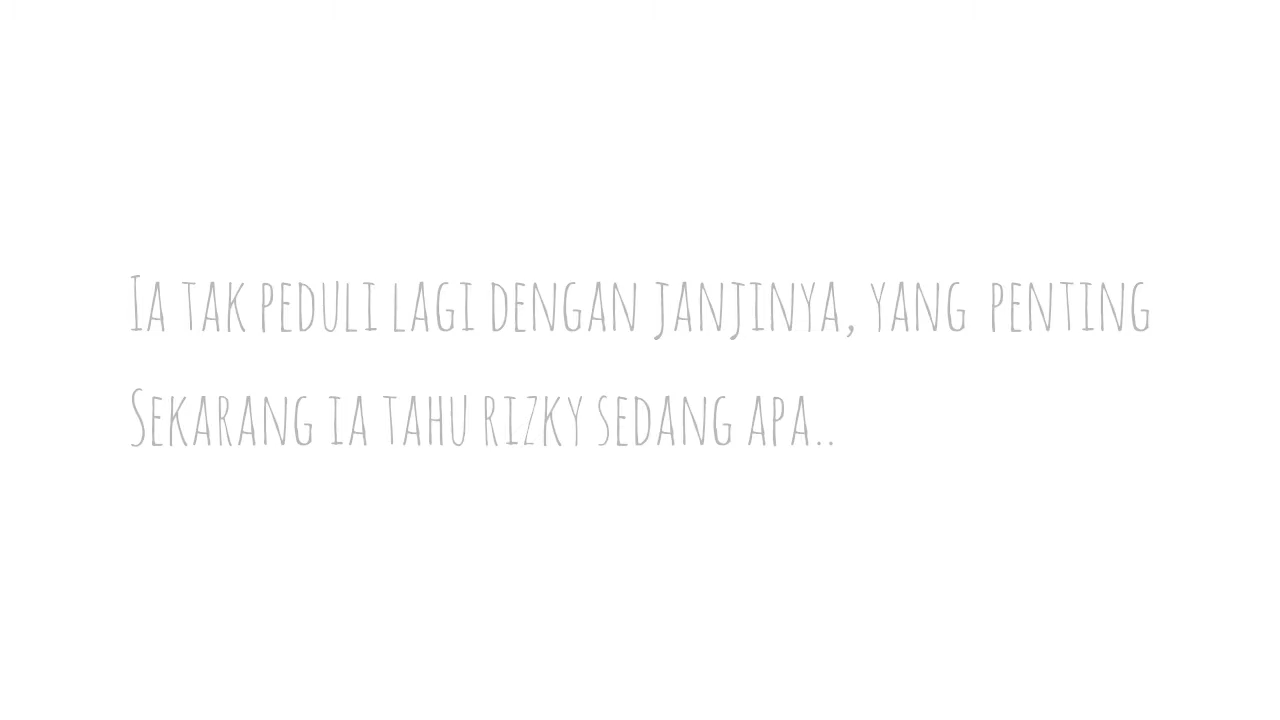 Ia tak peduli lagi dengan janjinya, yang penting
Sekarang ia tahu rizky sedang apa..